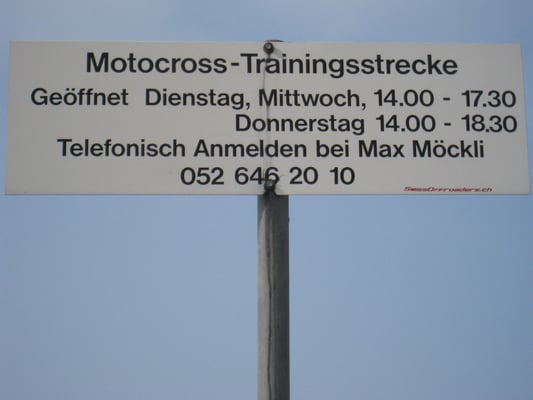 Motocross-Trainingsstrecke
Geöffnet Dienstag, Mittwoch, 14.00 - 17.30
Donnerstag 14.00 - 18.30
Telefonisch Anmelden bei Max Möckli
052 646 20 10
SwissOffroaders.ch